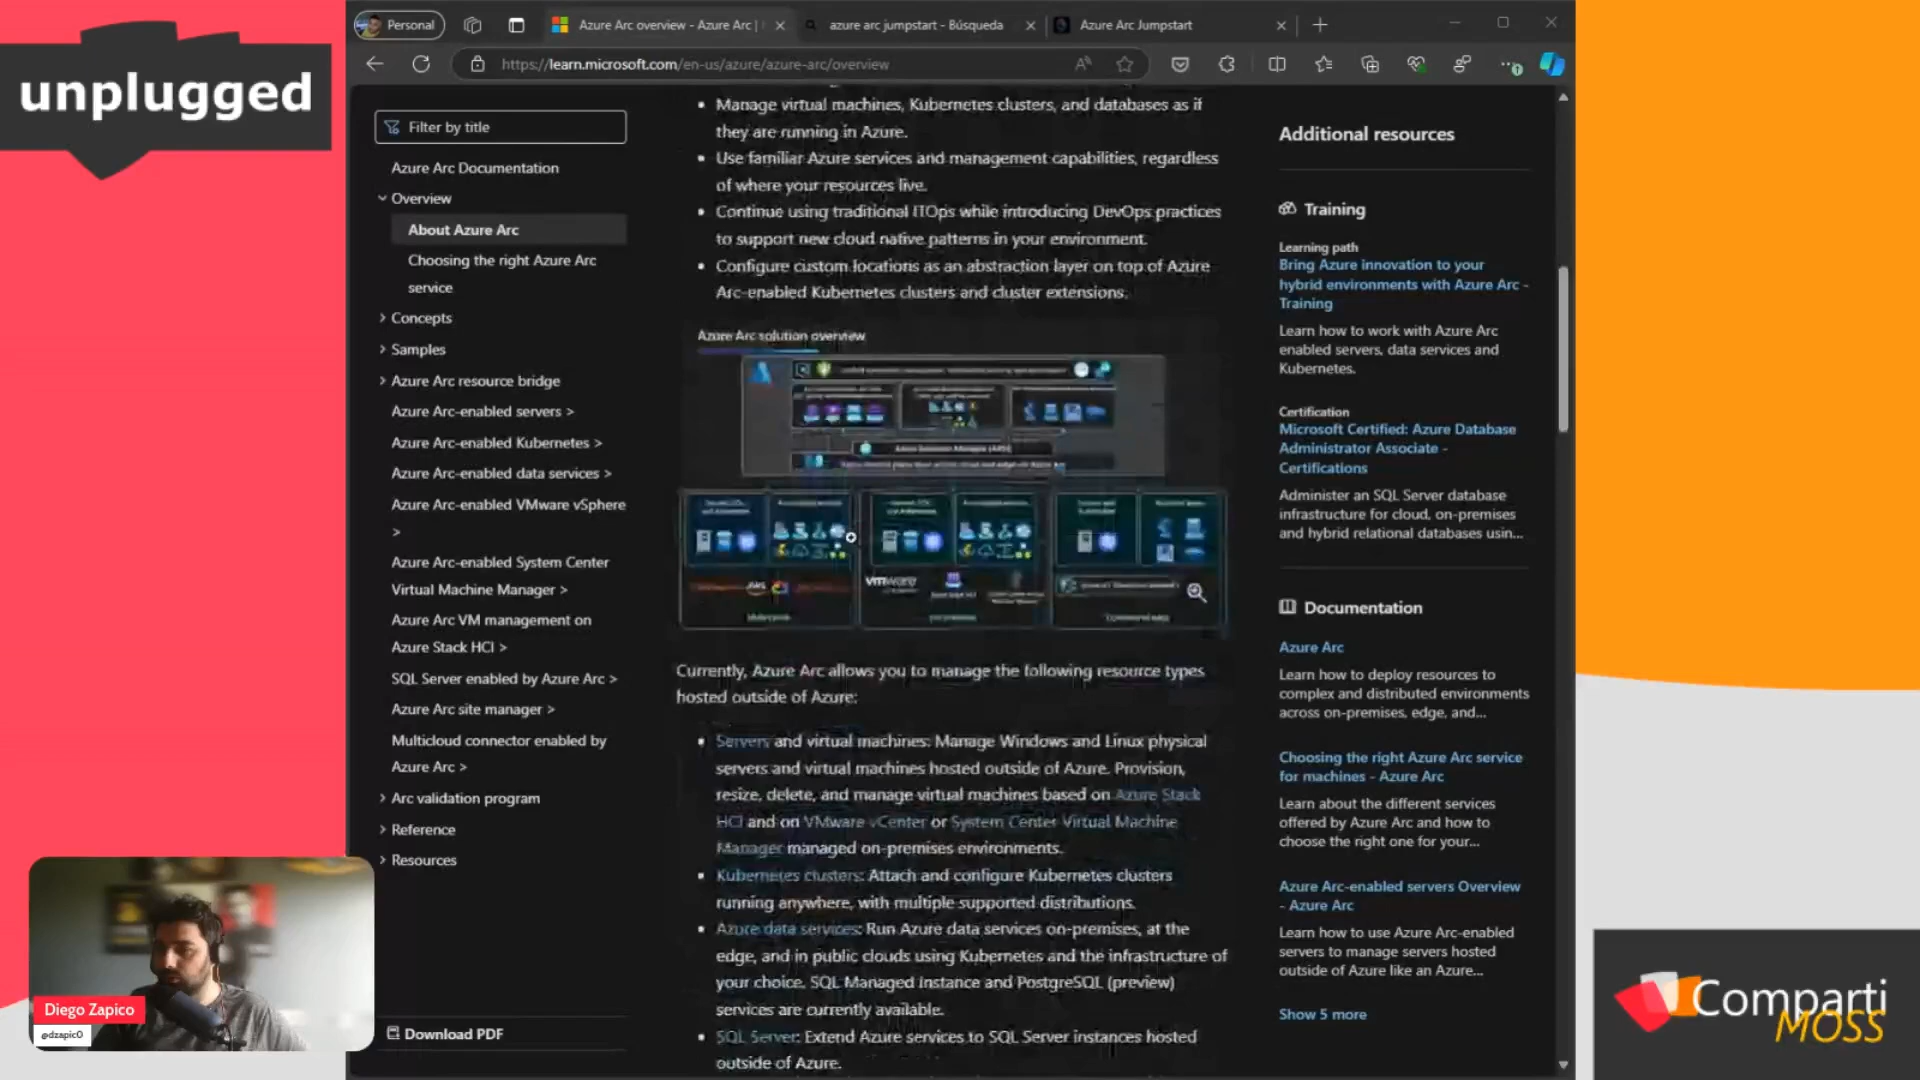 unplugged
Personal
Azure Arc overview - Azure Arc |
azure arc jumpstart - Búsqueda
Azure Arc Jumpstart
https://learn.microsoft.com/en-us/azure/azure-arc/overview
Filter by title
Azure Arc Documentation
Overview
About Azure Arc
Choosing the right Azure Arc
service
Concepts
Samples
Azure Arc resource bridge
Azure Arc-enabled servers >
Azure Arc-enabled Kubernetes >
Azure Arc-enabled data services >
Azure Arc-enabled VMware vSphere
>
Azure Arc-enabled System Center
Virtual Machine Manager >
Azure Arc VM management on
Azure Stack HCI >
SQL Server enabled by Azure Arc >
Azure Arc site manager >
Multicloud connector enabled by
Azure Arc >
Arc validation program
Reference
Resources
Download PDF
• Manage virtual machines, Kubernetes clusters, and databases as if
they are running in Azure.
• Use familiar Azure services and management capabilities, regardless
of where your resources live.
• Continue using traditional ITOps while introducing DevOps practices
to support new cloud native patterns in your environment.
• Configure custom locations as an abstraction layer on top of Azure
Arc-enabled Kubernetes clusters and cluster extensions.
Azure Arc solution overview
aws
vmware
Currently, Azure Arc allows you to manage the following resource types
hosted outside of Azure:
• Servers and virtual machines: Manage Windows and Linux physical
servers and virtual machines hosted outside of Azure. Provision,
resize, delete, and manage virtual machines based on Azure Stack
HCI and on VMware vCenter or System Center Virtual Machine
Manager managed on-premises environments.
• Kubernetes clusters: Attach and configure Kubernetes clusters
running anywhere, with multiple supported distributions.
• Azure data services: Run Azure data services on-premises, at the
edge, and in public clouds using Kubernetes and the infrastructure of
your choice. SQL Managed Instance and PostgreSQL (preview)
services are currently available.
• SQL Server: Extend Azure services to SQL Server instances hosted
outside of Azure.
Additional resources
Training
Learning path
Bring Azure innovation to your
hybrid environments with Azure Arc -
Training
Learn how to work with Azure Arc
enabled servers, data services and
Kubernetes.
Certification
Microsoft Certified: Azure Database
Administrator Associate -
Certifications
Administer an SQL Server database
infrastructure for cloud, on-premises
and hybrid relational databases usin...
Documentation
Azure Arc
Learn how to deploy resources to
complex and distributed environments
across on-premises, edge, and...
Choosing the right Azure Arc service
for machines - Azure Arc
Learn about the different services
offered by Azure Arc and how to
choose the right one for your...
Azure Arc-enabled servers Overview
- Azure Arc
Learn how to use Azure Arc-enabled
servers to manage servers hosted
outside of Azure like an Azure...
Show 5 more
Diego Zapico
@dzapic0
Comparti
MOSS